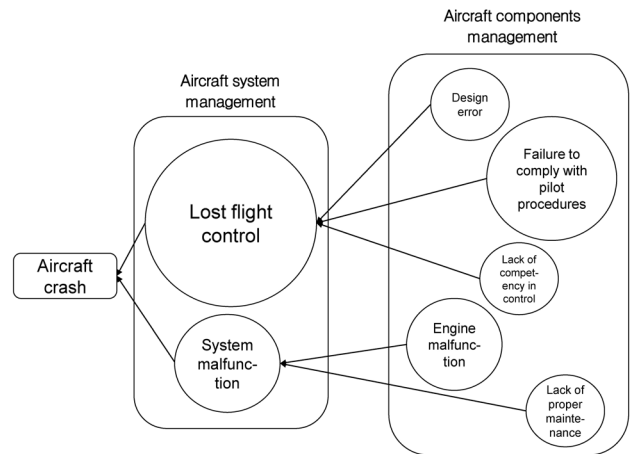 Aircraft components
management
Aircraft system
management
Design
error
Failure to
comply with
pilot
procedures
Lost flight
control
Lack of
compet-
ency in
control
Aircraft
crash
System
malfunc-
tion
Engine
malfunc-
tion
Lack of
proper
mainte-
nance